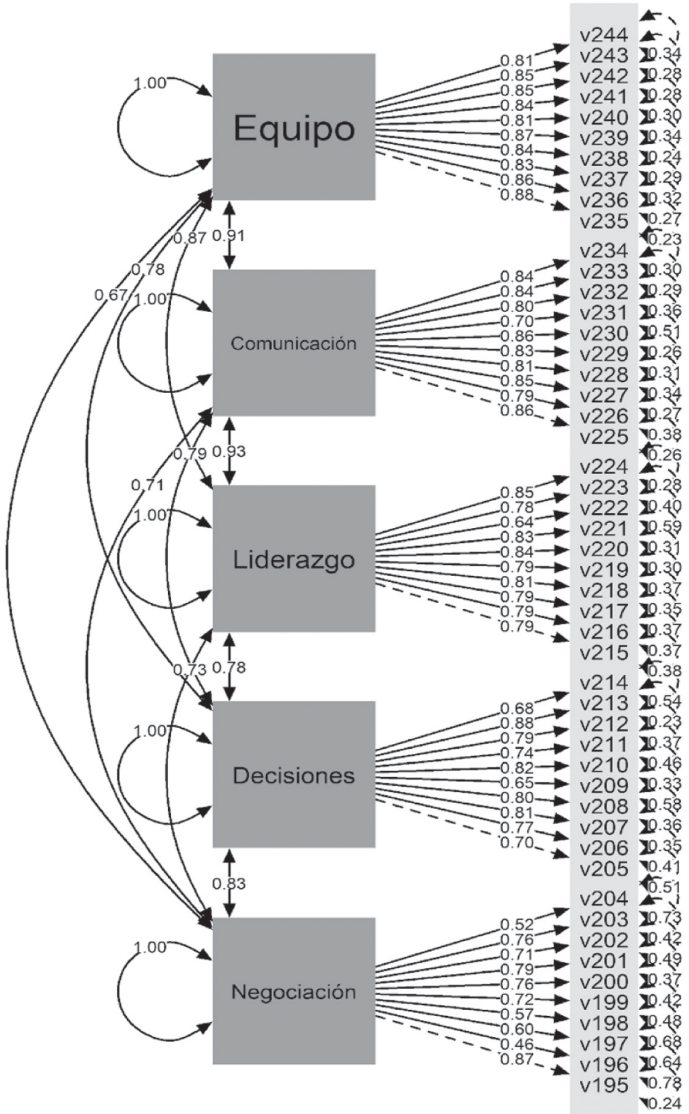 1.00
Equipo
0.87
0.91
0.78
0.67
1.00
Comunicación
0.79
0.93
0.71
1.00
Liderazgo
0.73
0.78
1.00
Decisiones
0.83
1.00
Negociación
0.81
0.85
0.85
0.84
0.81
0.87
0.84
0.83
0.86
0.88
0.84
0.84
0.80
0.70
0.86
0.83
0.81
0.85
0.79
0.86
0.85
0.78
0.64
0.83
0.84
0.79
0.81
0.79
0.79
0.79
0.68
0.88
0.79
0.74
0.82
0.65
0.80
0.81
0.77
0.70
0.52
0.76
0.71
0.79
0.76
0.72
0.57
0.60
0.46
0.87
v244
v243
v242
v241
v240
v239
v238
v237
v236
v235
v234
v233
v232
v231
v230
v229
v228
v227
v226
v225
v224
v223
v222
v221
v220
v219
v218
v217
v216
v215
v214
v213
v212
v211
v210
v209
v208
v207
v206
v205
v204
v203
v202
v201
v200
v199
v198
v197
v196
v195
0.34
0.28
0.28
0.30
0.34
0.24
0.29
0.32
0.27
0.23
0.30
0.29
0.36
0.51
0.26
0.31
0.34
0.27
0.38
0.26
0.28
0.40
0.59
0.31
0.30
0.37
0.35
0.37
0.37
0.38
0.54
0.23
0.37
0.46
0.33
0.58
0.36
0.35
0.41
0.51
0.73
0.42
0.49
0.37
0.42
0.48
0.68
0.64
0.78
0.24